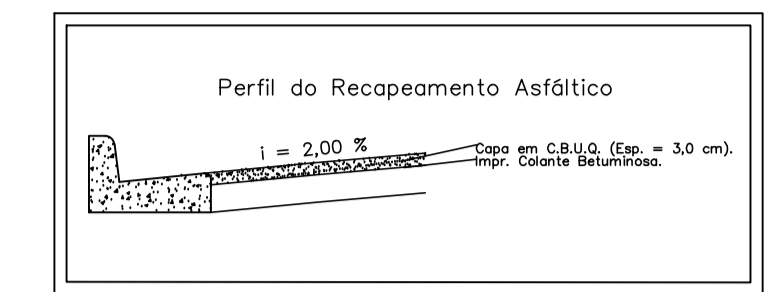 Perfil do Recapeamento Asfáltico
i = 2,00 %
Capa em C.B.U.Q. (Esp. = 3,0 cm).
Impr. Colante Betuminosa.